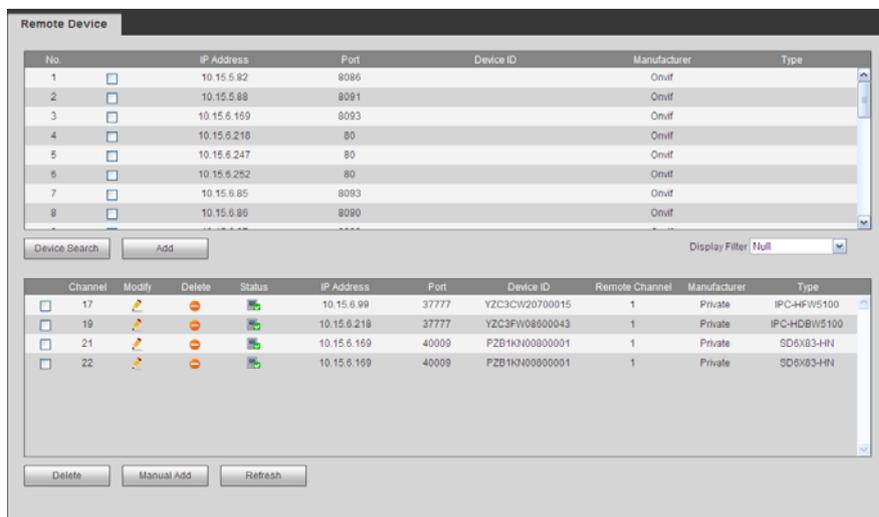 Remote Device
No. IP Address Port Device ID Manufacturer Type
1 10.15.5.82 8086 Onvif
2 10.15.5.88 8091 Onvif
3 10.15.6.169 8093 Onvif
4 10.15.6.218 80 Onvif
5 10.15.6.247 80 Onvif
6 10.15.6.252 80 Onvif
7 10.15.6.85 8093 Onvif
8 10.15.6.86 8090 Onvif
Device Search Add Display Filter Null
Channel Modify Delete Status IP Address Port Device ID Remote Channel Manufacturer Type
17 10.15.6.99 37777 YZC3CW20700015 1 Private IPC-HFW5100
19 10.15.6.218 37777 YZC3FW08600043 1 Private IPC-HDBW5100
21 10.15.6.169 40009 PZB1KN00800001 1 Private SD6X83-HN
22 10.15.6.169 40009 PZB1KN00800001 1 Private SD6X83-HN
Delete Manual Add Refresh